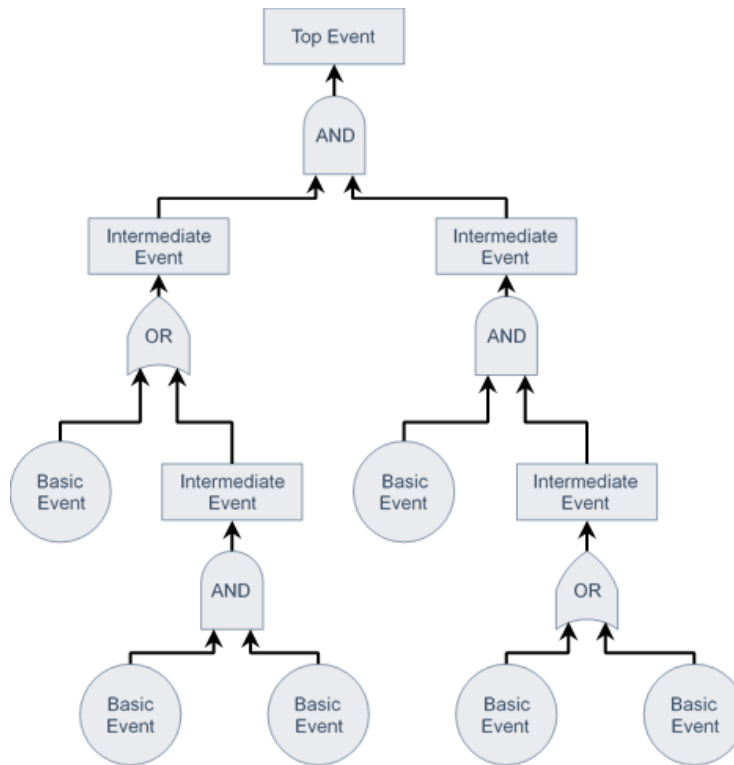 Top Event
AND
Intermediate
Event
Intermediate
Event
OR
AND
Basic
Event
Intermediate
Event
Basic
Event
Intermediate
Event
AND
OR
Basic
Event
Basic
Event
Basic
Event
Basic
Event